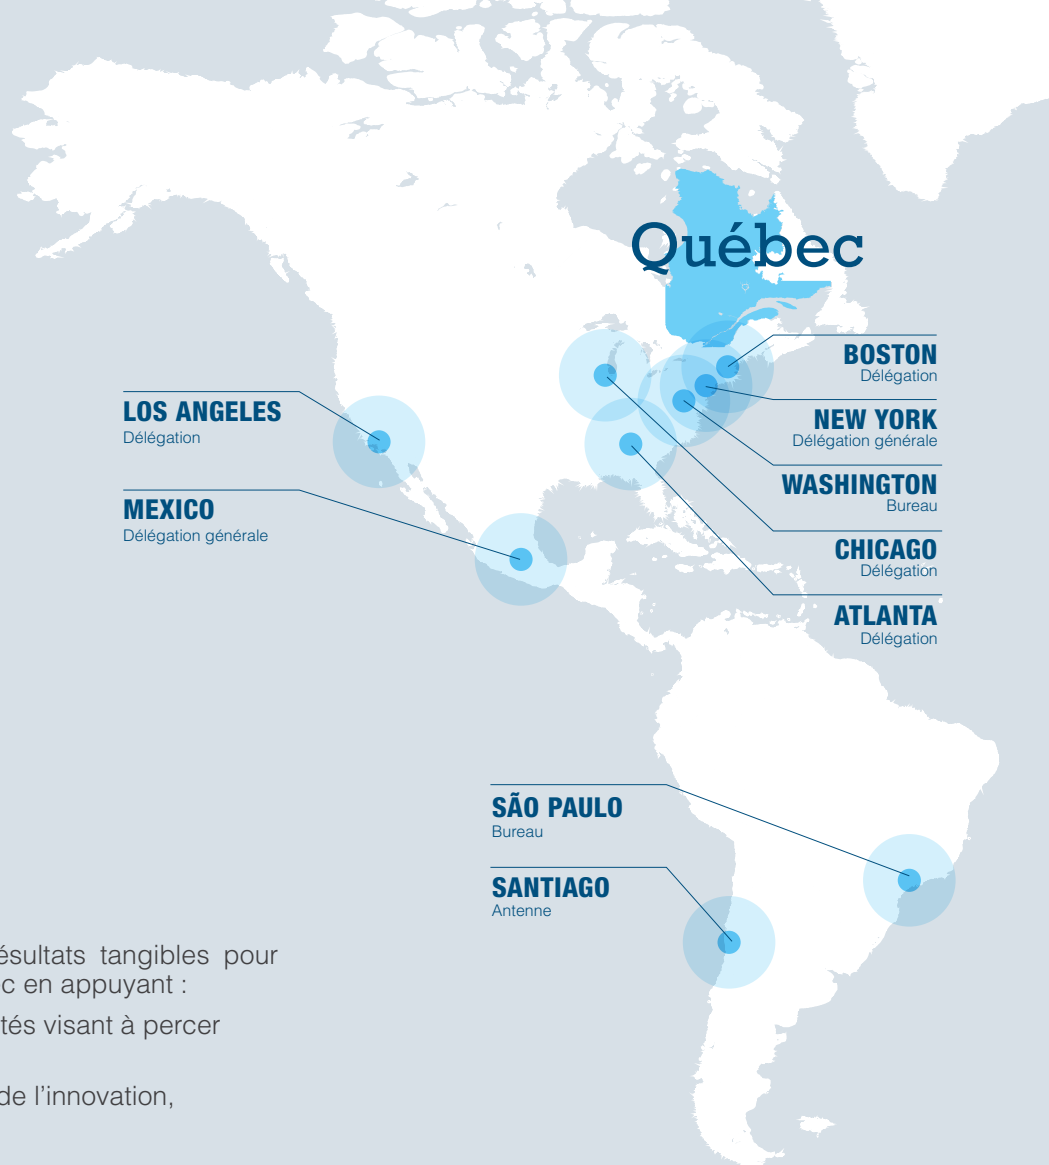 Québec
BOSTON
Délégation
NEW YORK
Délégation générale
WASHINGTON
Bureau
CHICAGO
Délégation
ATLANTA
Délégation
LOS ANGELES
Délégation
MEXICO
Délégation générale
SÃO PAULO
Bureau
SANTIAGO
Antenne
ésultats tangibles pour
c en appuyant :
tés visant à percer
de l’innovation,